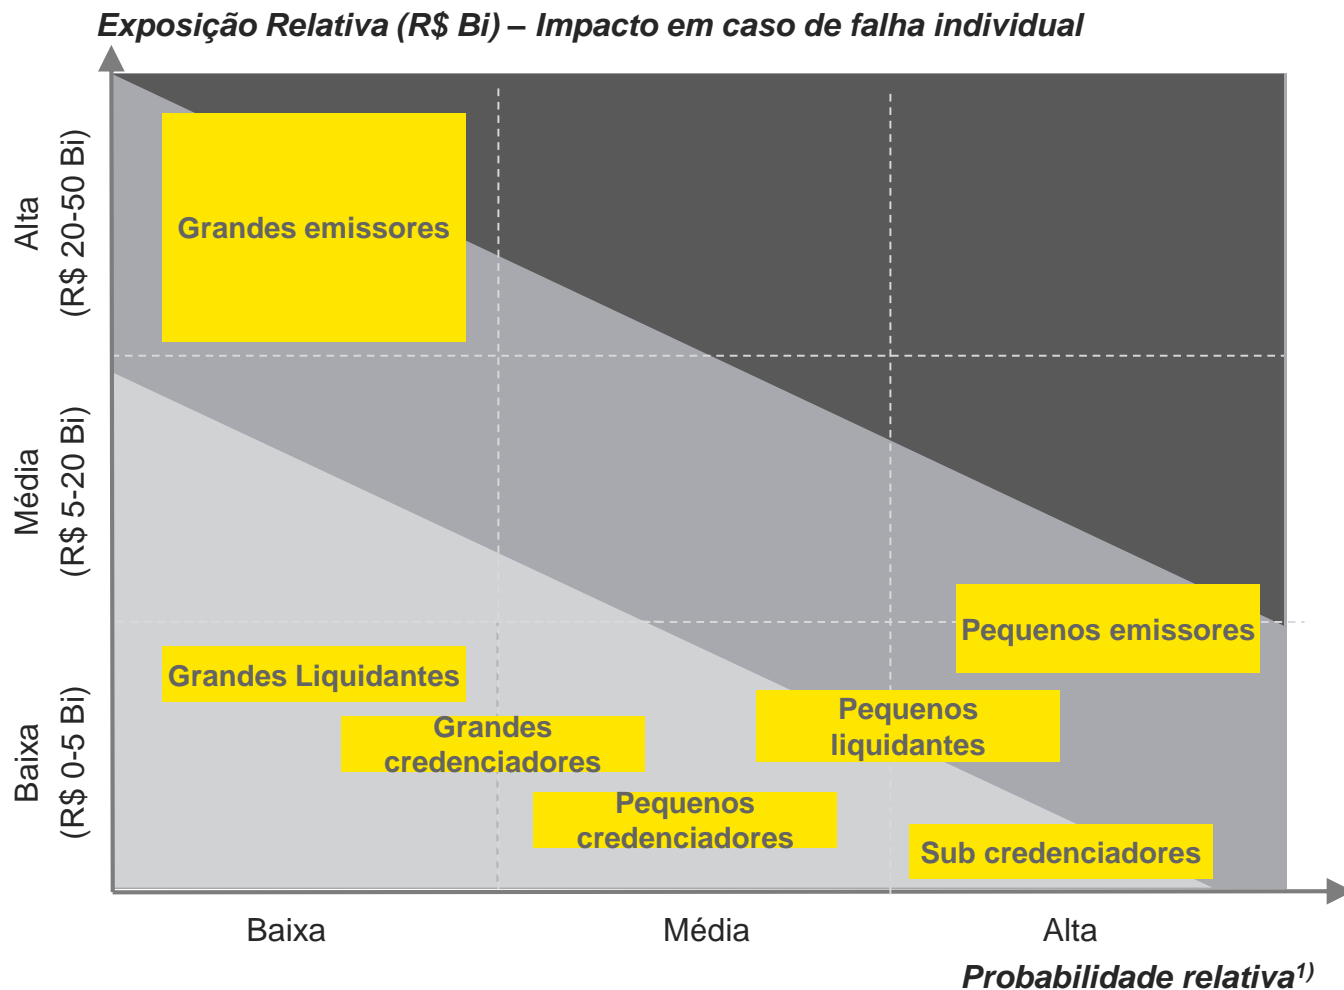 Exposição Relativa (R$ Bi) – Impacto em caso de falha individual
Alta
(R$ 20-50 Bi)
Média
(R$ 5-20 Bi)
Baixa
(R$ 0-5 Bi)
Grandes emissores
Pequenos emissores
Grandes Liquidantes
Pequenos
liquidantes
Grandes
credenciadores
Pequenos
credenciadores
Sub credenciadores
Baixa
Média
Alta
Probabilidade relativa1)